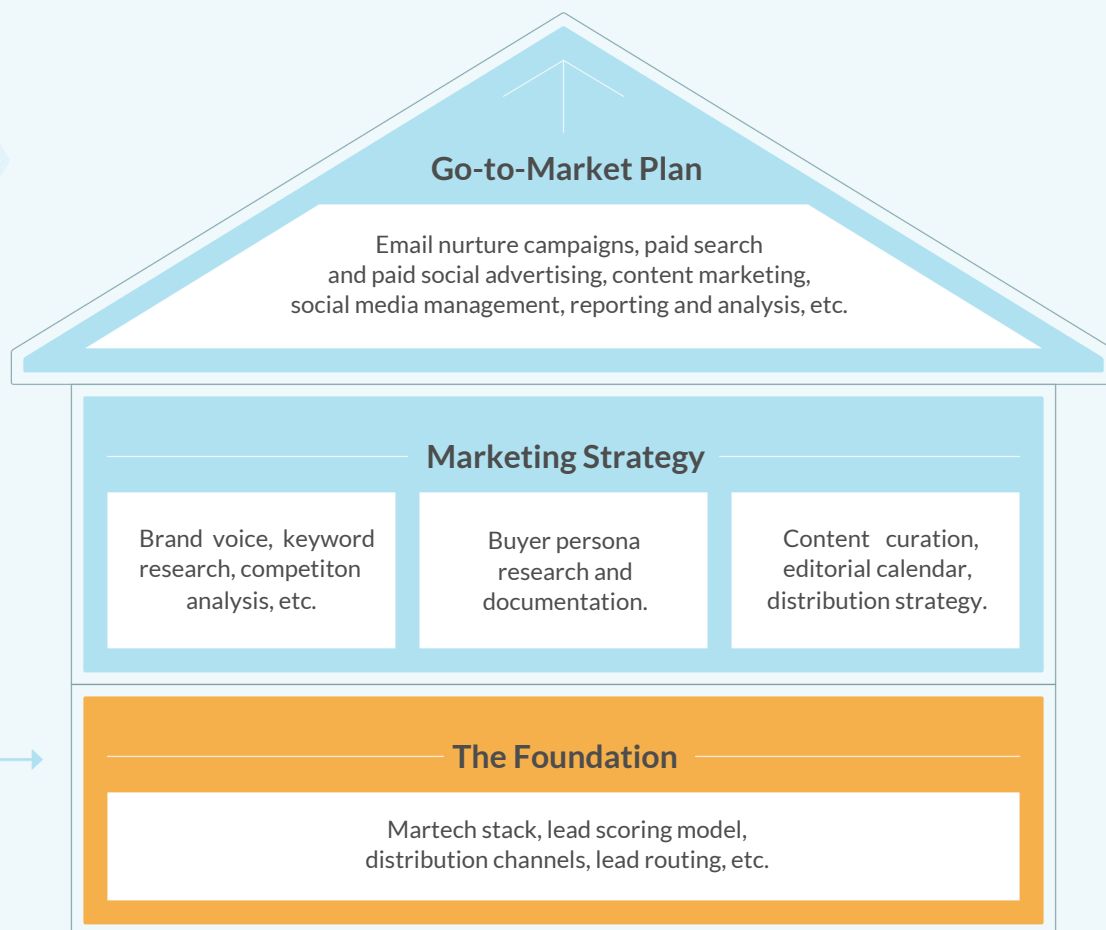 Go-to-Market Plan
Email nurture campaigns, paid search
and paid social advertising, content marketing,
social media management, reporting and analysis, etc.
Marketing Strategy
Brand voice, keyword
research, competiton
analysis, etc.
Buyer persona
research and
documentation.
Content curation,
editorial calendar,
distribution strategy.
The Foundation
Martech stack, lead scoring model,
distribution channels, lead routing, etc.